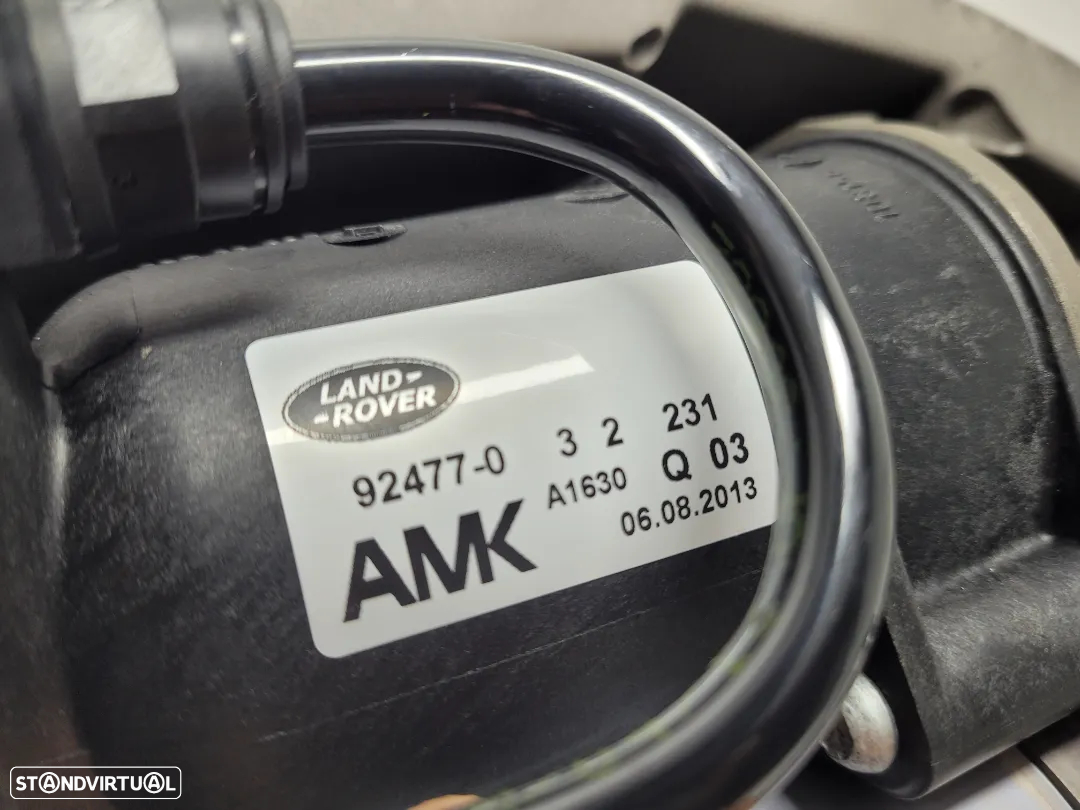 LAND-
-ROVER
92477-0 3 2 231
A1630 Q 03
AMK 06.08.2013
STANDVIRTUAL